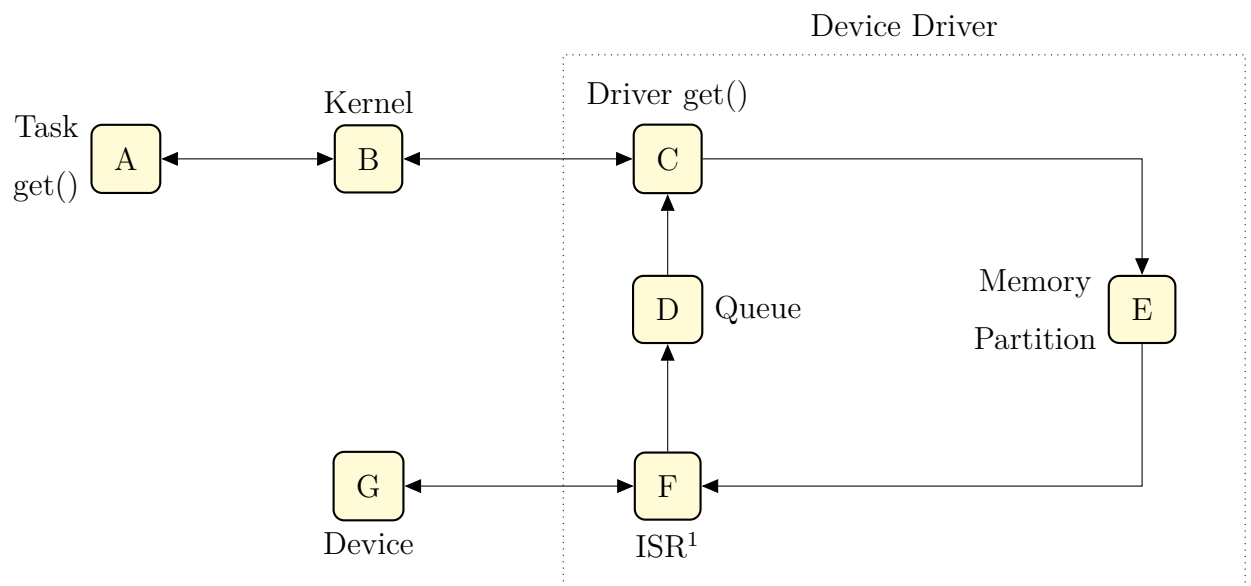 Device Driver
Driver get()
Kernel
Task
get()
A
B
C
Memory
Partition
D
Queue
E
G
F
Device
ISR¹